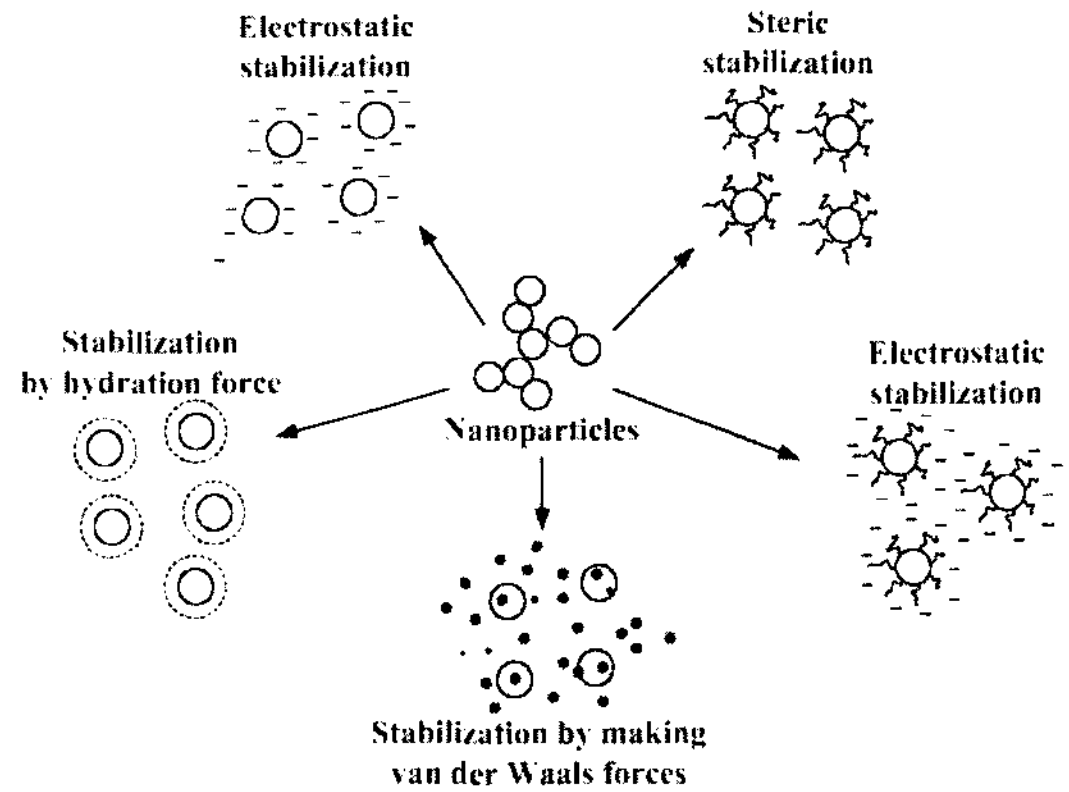 Electrostatic
stabilization
Steric
stabilization
Stabilization
by hydration force
Nanoparticles
Electrostatic
stabilization
Stabilization by making
van der Waals forces